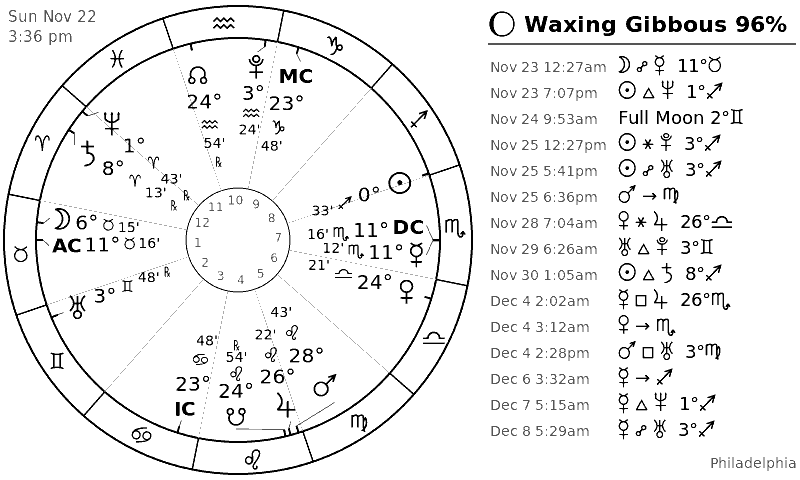 Sun Nov 22
3:36 pm
Waxing Gibbous 96%
Nov 23 12:27am ☽ ☍ ☿ 11°♉
Nov 23 7:07pm ☉ △ ♆ 1°♐
Nov 24 9:53am Full Moon 2°♊
Nov 25 12:27pm ☉ ⚹ ♇ 3°♐
Nov 25 5:41pm ☉ ☍ ♅ 3°♐
Nov 25 6:36pm ♂ → ♍
Nov 28 7:04am ♀ ⚹ ♃ 26°♎
Nov 29 6:26am ♅ △ ♇ 3°♊
Nov 30 1:05am ☉ △ ♄ 8°♐
Dec 4 2:02am ☿ □ ♃ 26°♏
Dec 4 3:12am ♀ → ♏
Dec 4 2:28pm ♂ □ ♅ 3°♍
Dec 6 3:32am ☿ → ♐
Dec 7 5:15am ☿ △ ♆ 1°♐
Dec 8 5:29am ☿ ☍ ♅ 3°♐
Philadelphia
♒
♑
♐
♏
♎
♍
♌
♋
♊
♉
♈
♓
☊ 24° ♒ 54' ℞
♇ 3° ♒ 24'
MC 23° ♑ 48'
☉ 0° ♐ 33'
DC 11° ♏ 16'
☿ 11° ♏ 12'
♀ 24° ♎ 21'
♂ 28° ♌ 43'
♃ 26° ♌ 22'
☋ 24° ♌ 54' ℞
IC 23° ♋ 48'
♅ 3° ♊ 48' ℞
AC 11° ♉ 16'
☽ 6° ♉ 15'
♄ 8° ♈ 13' ℞
♆ 1° ♈ 43' ℞
1
2
3
4
5
6
7
8
9
10
11
12